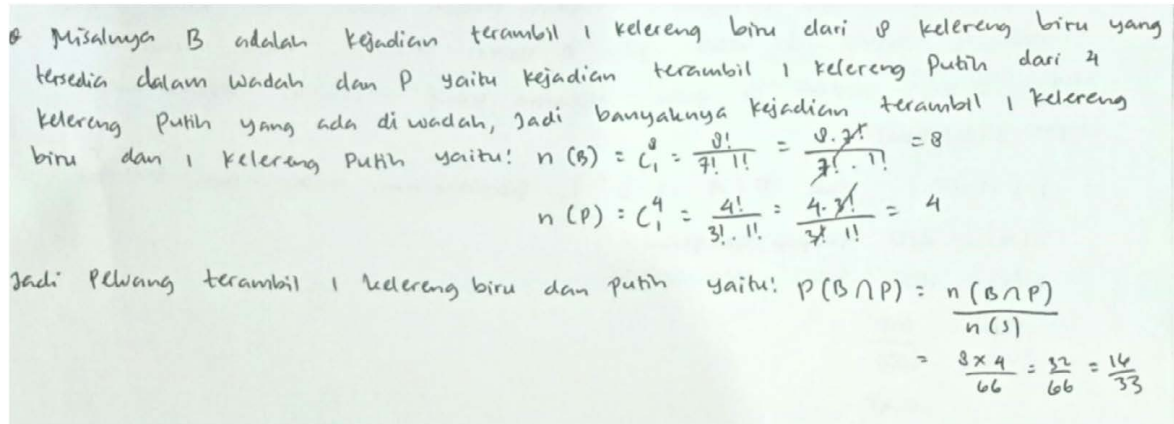 • Misalnya B adalah kejadian terambil 1 kelereng biru dari 8 kelereng biru yang
tersedia dalam wadah dan P yaitu kejadian terambil 1 kelereng Putih dari 4
kelereng putih yang ada di wadah, Jadi banyaknya kejadian terambil 1 kelereng
biru dan 1 kelereng Putih yaitu: n (B) = C₁⁸ = 8!/(7! 1!) = (8.7!)/(7!.1!) = 8
n (P) = C₁⁴ = 4!/(3!.1!) = (4.3!)/(3! 1!) = 4
Jadi Peluang terambil 1 kelereng biru dan putih yaitu: P(B∩P) = n(B∩P)/n(S)
= (8×4)/66 = 32/66 = 16/33